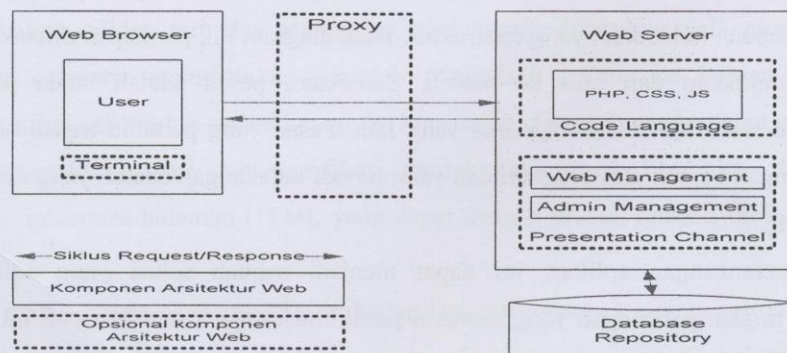 Proxy
Web Browser
User
Terminal
Web Server
PHP, CSS, JS
Code Language
Web Management
Admin Management
Presentation Channel
Siklus Request/Response
Komponen Arsitektur Web
Opsional komponen
Arsitektur Web
Database
Repository